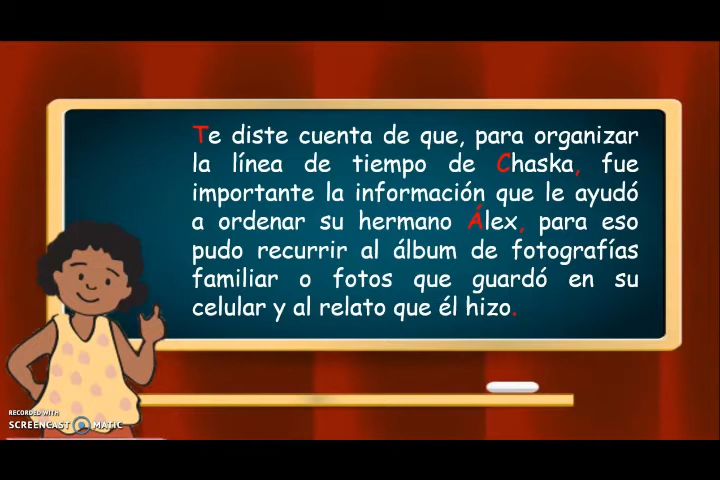 Te diste cuenta de que, para organizar
la línea de tiempo de Chaska, fue
importante la información que le ayudó
a ordenar su hermano Álex, para eso
pudo recurrir al álbum de fotografías
familiar o fotos que guardó en su
celular y al relato que él hizo.
RECORDED WITH
SCREENCAST MATIC